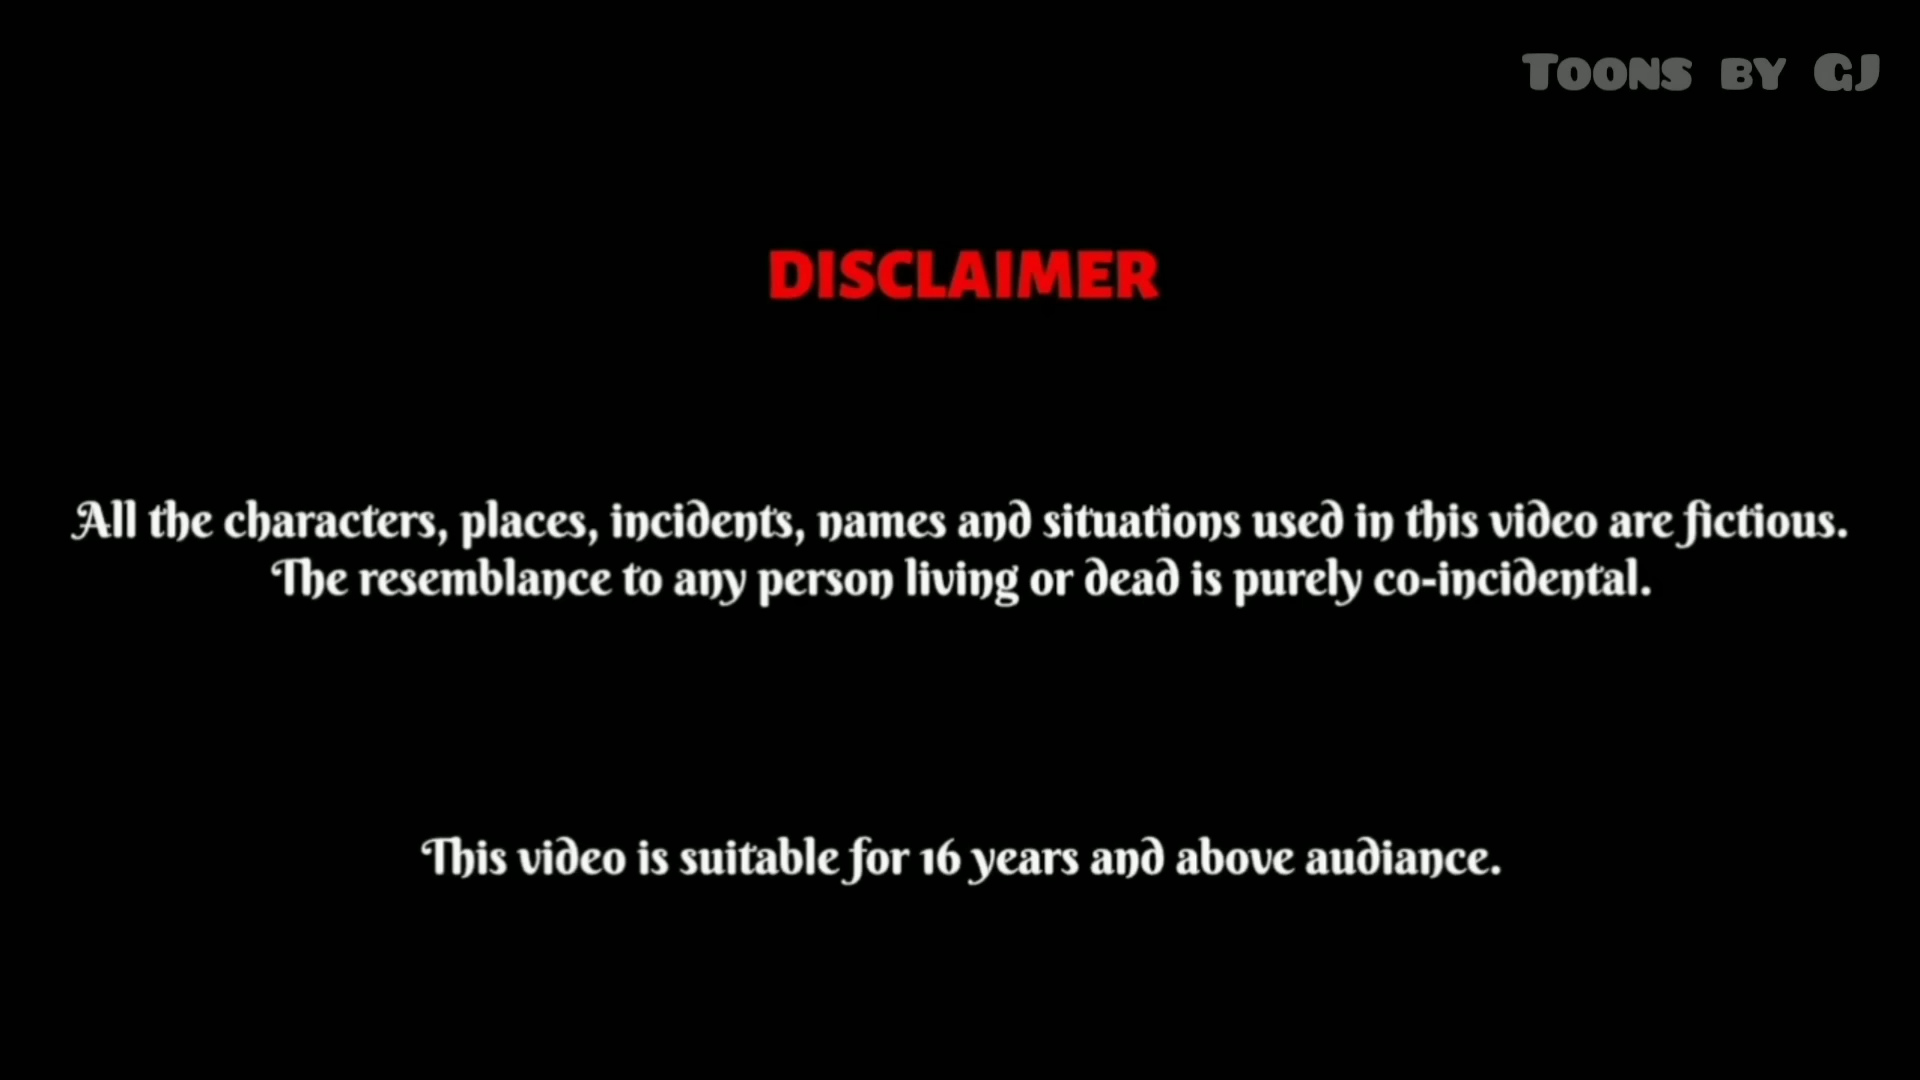 Toons by GJ
DISCLAIMER
All the characters, places, incidents, names and situations used in this video are fictious.
The resemblance to any person living or dead is purely co-incidental.
This video is suitable for 16 years and above audiance.